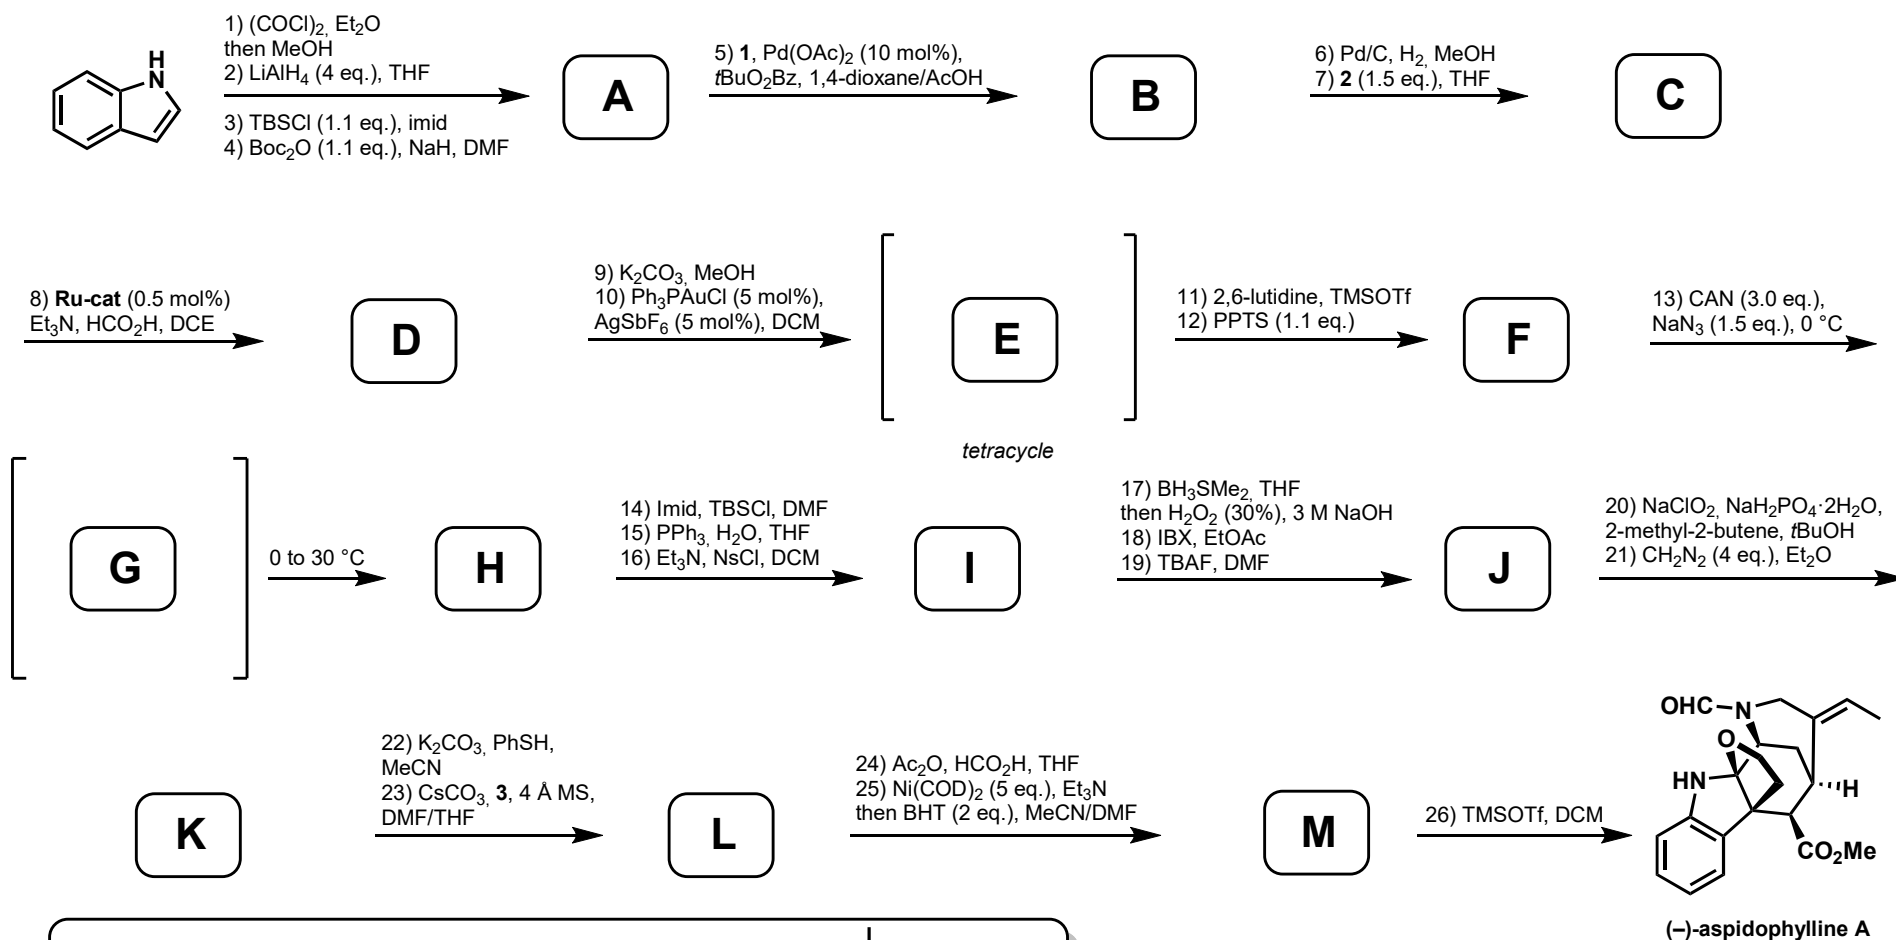 1) (COCl)2, Et2O
then MeOH
2) LiAlH4 (4 eq.), THF
3) TBSCl (1.1 eq.), imid
4) Boc2O (1.1 eq.), NaH, DMF
H
N
A
5) 1, Pd(OAc)2 (10 mol%),
tBuO2Bz, 1,4-dioxane/AcOH
B
6) Pd/C, H2, MeOH
7) 2 (1.5 eq.), THF
C
8) Ru-cat (0.5 mol%)
Et3N, HCO2H, DCE
D
9) K2CO3, MeOH
10) Ph3PAuCl (5 mol%),
AgSbF6 (5 mol%), DCM
E
tetracycle
11) 2,6-lutidine, TMSOTf
12) PPTS (1.1 eq.)
F
13) CAN (3.0 eq.),
NaN3 (1.5 eq.), 0 °C
G
0 to 30 °C
H
14) Imid, TBSCl, DMF
15) PPh3, H2O, THF
16) Et3N, NsCl, DCM
I
17) BH3SMe2, THF
then H2O2 (30%), 3 M NaOH
18) IBX, EtOAc
19) TBAF, DMF
J
20) NaClO2, NaH2PO4·2H2O,
2-methyl-2-butene, tBuOH
21) CH2N2 (4 eq.), Et2O
K
22) K2CO3, PhSH,
MeCN
23) CsCO3, 3, 4 Å MS,
DMF/THF
L
24) Ac2O, HCO2H, THF
25) Ni(COD)2 (5 eq.), Et3N
then BHT (2 eq.), MeCN/DMF
M
26) TMSOTf, DCM
OHC
N
O
HN
H
CO2Me
(–)-aspidophylline A